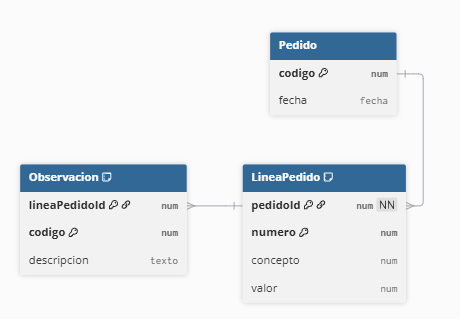 Pedido
codigo num
fecha fecha
Observacion
lineaPedidoId num
codigo num
descripcion texto
LineaPedido
pedidoId num NN
numero num
concepto num
valor num